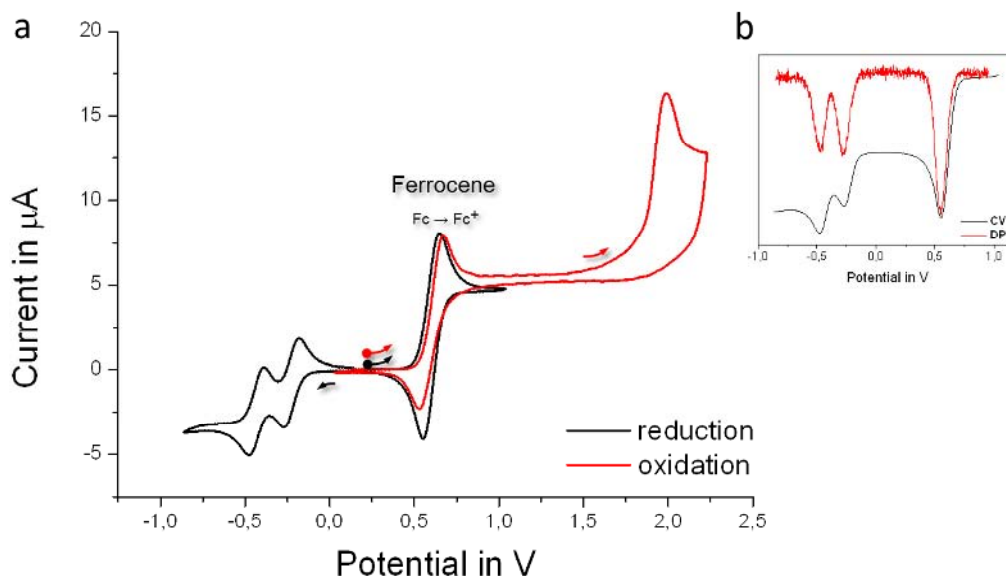 a
20
15
10
5
0
-5
Current in μA
-1,0
-0,5
0,0
0,5
1,0
1,5
2,0
2,5
Potential in V
Ferrocene
Fc → Fc+
reduction
oxidation
b
CV
DP
-1,0
-0,5
0,0
0,5
1,0
Potential in V